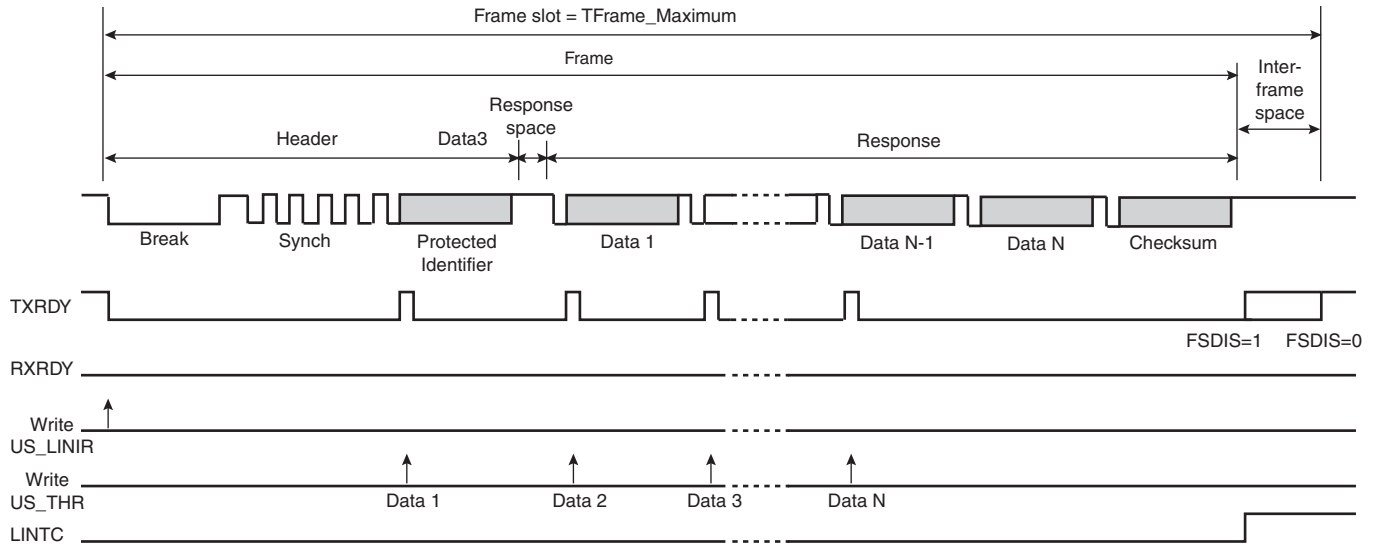 Frame slot = TFrame_Maximum
Frame
Inter-
frame
space
Response
space
Header
Data3
Response
Break
Synch
Protected
Identifier
Data 1
Data N-1
Data N
Checksum
TXRDY
FSDIS=1
FSDIS=0
RXRDY
Write
US_LINIR
Write
US_THR
Data 1
Data 2
Data 3
Data N
LINTC